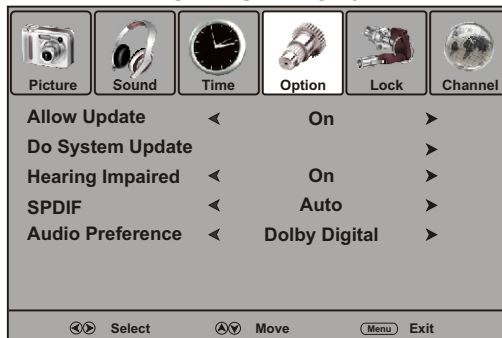 Picture Sound Time Option Lock Channel
Allow Update On
Do System Update
Hearing Impaired On
SPDIF Auto
Audio Preference Dolby Digital
Select Move Menu Exit